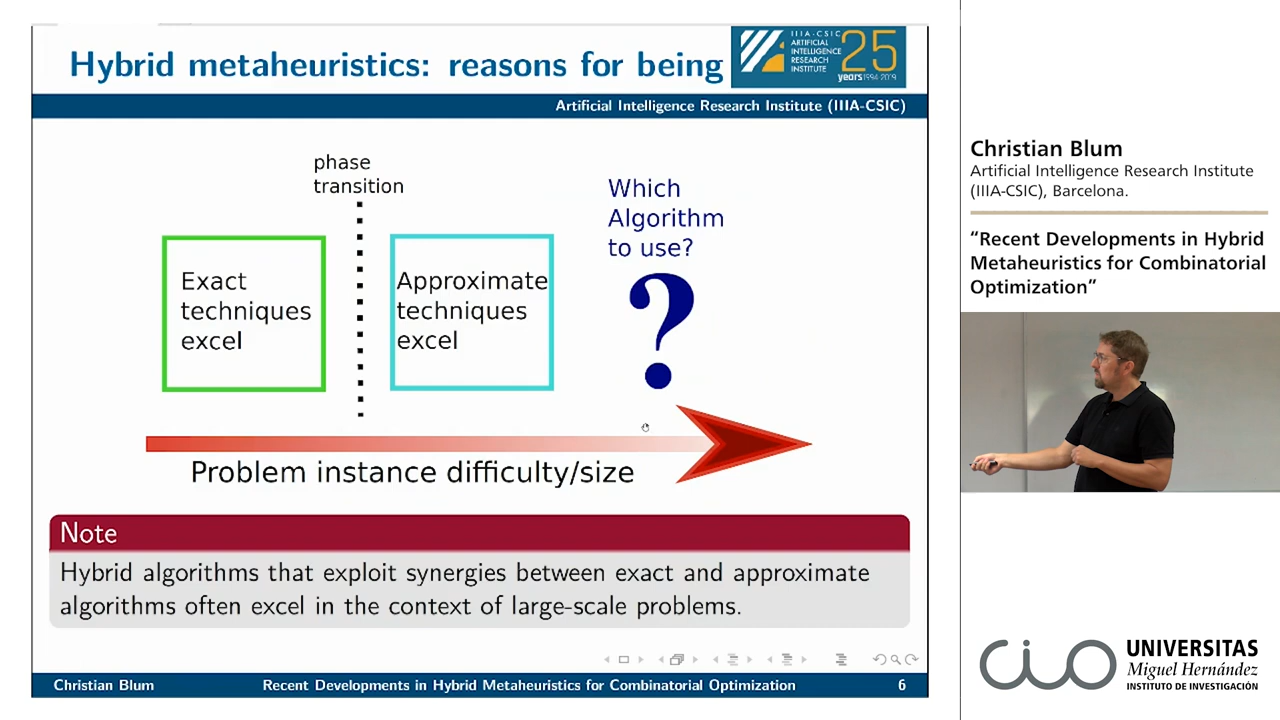 Hybrid metaheuristics: reasons for being
IIIA-CSIC
ARTIFICIAL
INTELLIGENCE
RESEARCH
INSTITUTE
25
years 1994-2019
Artificial Intelligence Research Institute (IIIA-CSIC)
phase
transition
Which
Algorithm
to use?
?
Exact
techniques
excel
Approximate
techniques
excel
Problem instance difficulty/size
Note
Hybrid algorithms that exploit synergies between exact and approximate
algorithms often excel in the context of large-scale problems.
Christian Blum
Recent Developments in Hybrid Metaheuristics for Combinatorial Optimization
6
Christian Blum
Artificial Intelligence Research Institute
(IIIA-CSIC), Barcelona.
“Recent Developments in Hybrid
Metaheuristics for Combinatorial
Optimization”
CIO
UNIVERSITAS
Miguel Hernández
INSTITUTO DE INVESTIGACIÓN